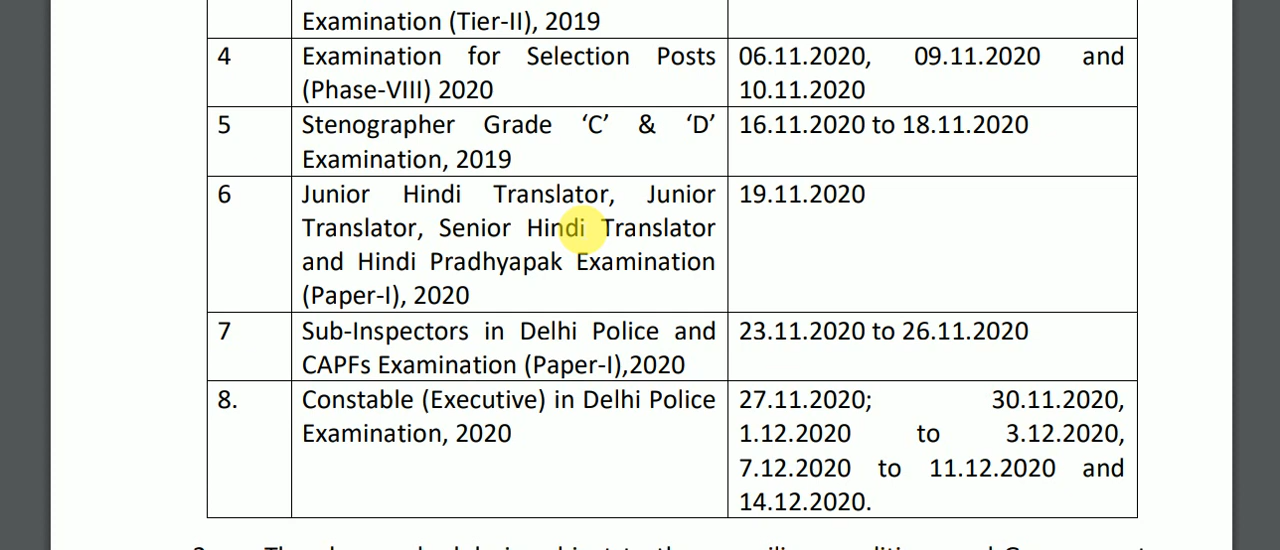 Examination (Tier-II), 2019
4 Examination for Selection Posts 06.11.2020, 09.11.2020 and
(Phase-VIII) 2020 10.11.2020
5 Stenographer Grade ‘C’ & ‘D’ 16.11.2020 to 18.11.2020
Examination, 2019
6 Junior Hindi Translator, Junior 19.11.2020
Translator, Senior Hindi Translator
and Hindi Pradhyapak Examination
(Paper-I), 2020
7 Sub-Inspectors in Delhi Police and 23.11.2020 to 26.11.2020
CAPFs Examination (Paper-I),2020
8. Constable (Executive) in Delhi Police 27.11.2020; 30.11.2020,
Examination, 2020 1.12.2020 to 3.12.2020,
7.12.2020 to 11.12.2020 and
14.12.2020.